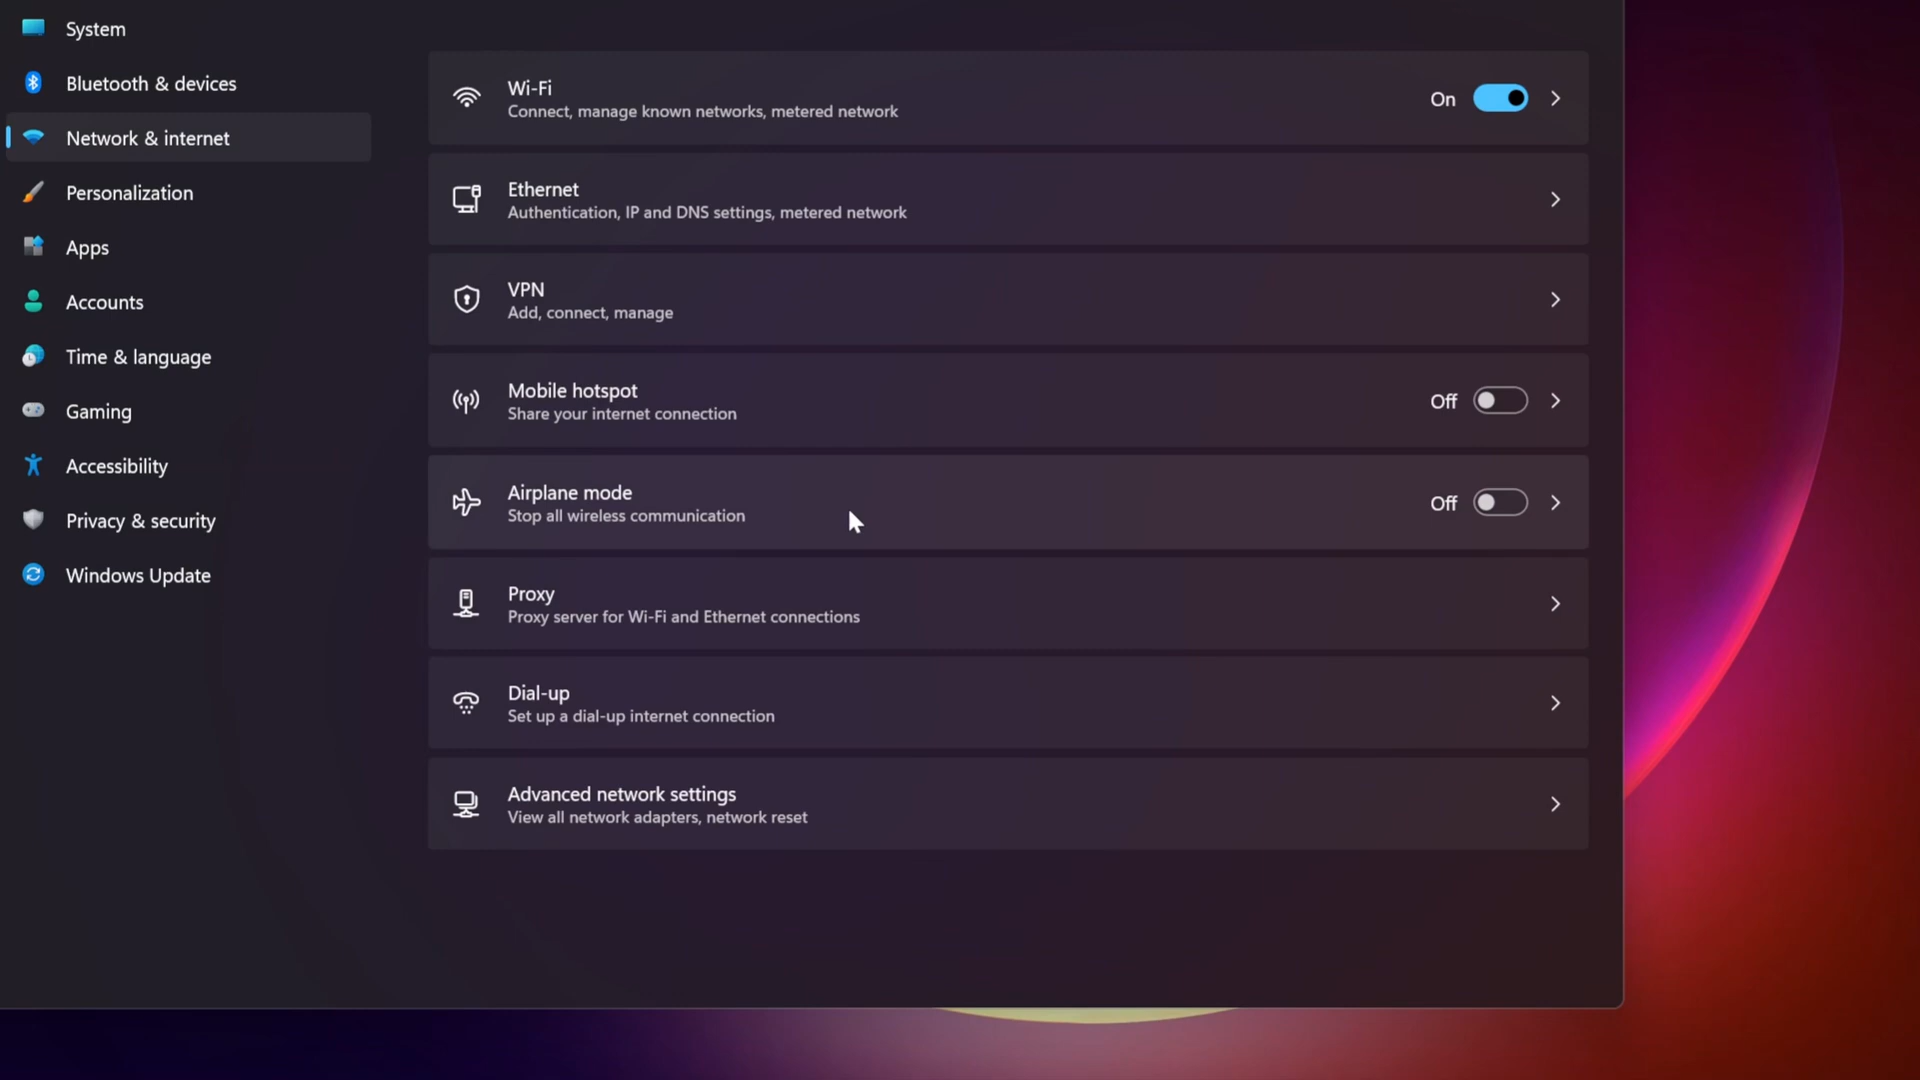 System
Bluetooth & devices
Network & internet
Personalization
Apps
Accounts
Time & language
Gaming
Accessibility
Privacy & security
Windows Update
Wi-Fi
Connect, manage known networks, metered network
On
Ethernet
Authentication, IP and DNS settings, metered network
VPN
Add, connect, manage
Mobile hotspot
Share your internet connection
Off
Airplane mode
Stop all wireless communication
Off
Proxy
Proxy server for Wi-Fi and Ethernet connections
Dial-up
Set up a dial-up internet connection
Advanced network settings
View all network adapters, network reset